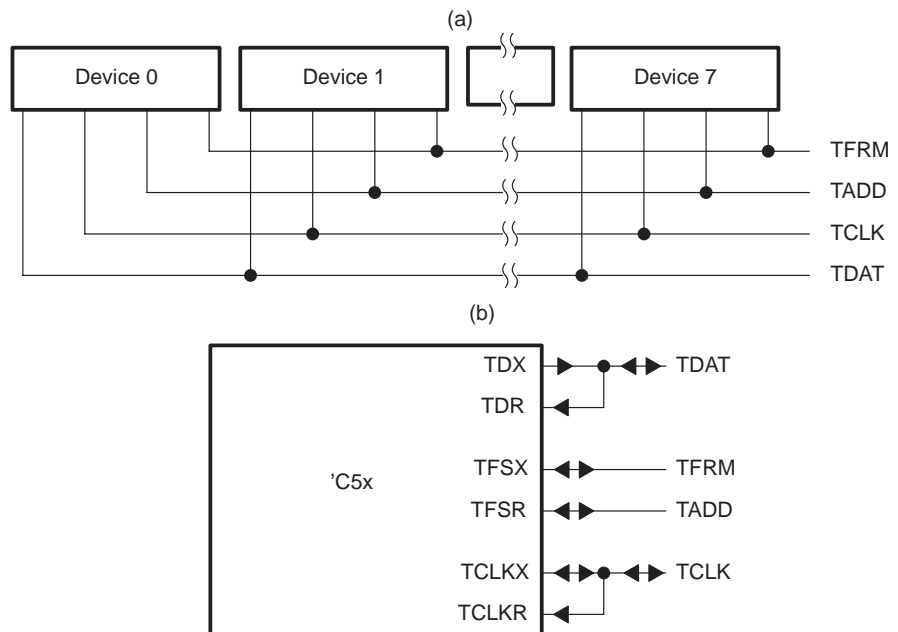 (a)
Device 0 Device 1 Device 7
TFRM
TADD
TCLK
TDAT
(b)
TDX TDAT
TDR
TFSX TFRM
'C5x
TFSR TADD
TCLKX TCLK
TCLKR